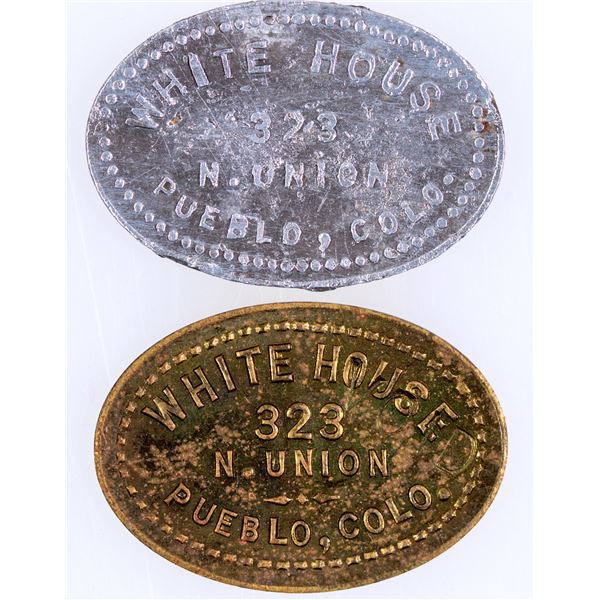 WHITE HOUSE
323
N. UNION
PUEBLO, COLO.
WHITE HOUSE
323
N. UNION
PUEBLO, COLO.